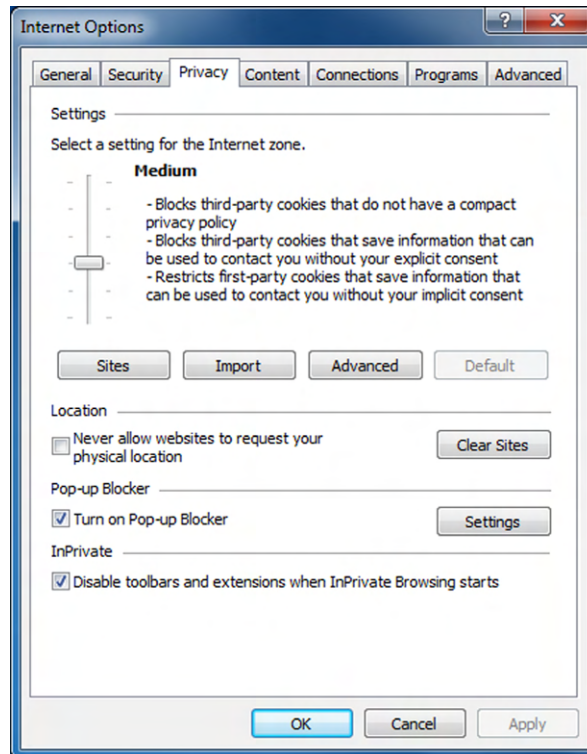 Internet Options
General Security Privacy Content Connections Programs Advanced
Settings
Select a setting for the Internet zone.
Medium
- Blocks third-party cookies that do not have a compact
privacy policy
- Blocks third-party cookies that save information that can
be used to contact you without your explicit consent
- Restricts first-party cookies that save information that
can be used to contact you without your implicit consent
Sites Import Advanced Default
Location
Never allow websites to request your
physical location
Clear Sites
Pop-up Blocker
Turn on Pop-up Blocker
Settings
InPrivate
Disable toolbars and extensions when InPrivate Browsing starts
OK Cancel Apply